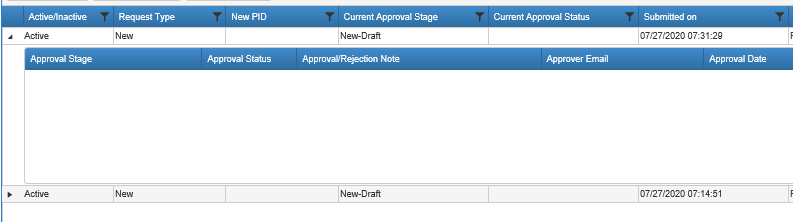 Active/Inactive Request Type New PID Current Approval Stage Current Approval Status Submitted on
Active New New-Draft 07/27/2020 07:31:29
Approval Stage Approval Status Approval/Rejection Note Approver Email Approval Date
Active New New-Draft 07/27/2020 07:14:51